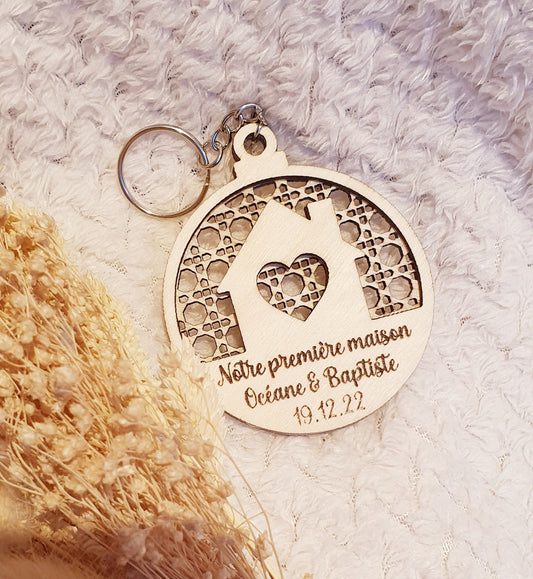 Notre première maison
Océane & Baptiste
19.12.22